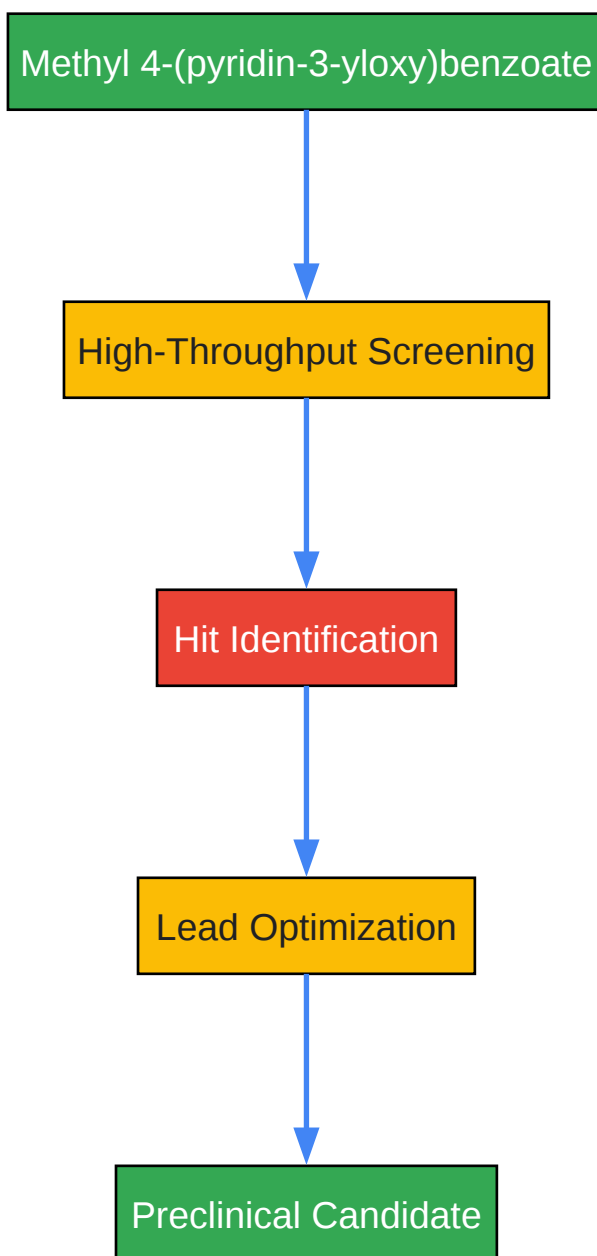 Methyl 4-(pyridin-3-yloxy)benzoate
High-Throughput Screening
Hit Identification
Lead Optimization
Preclinical Candidate